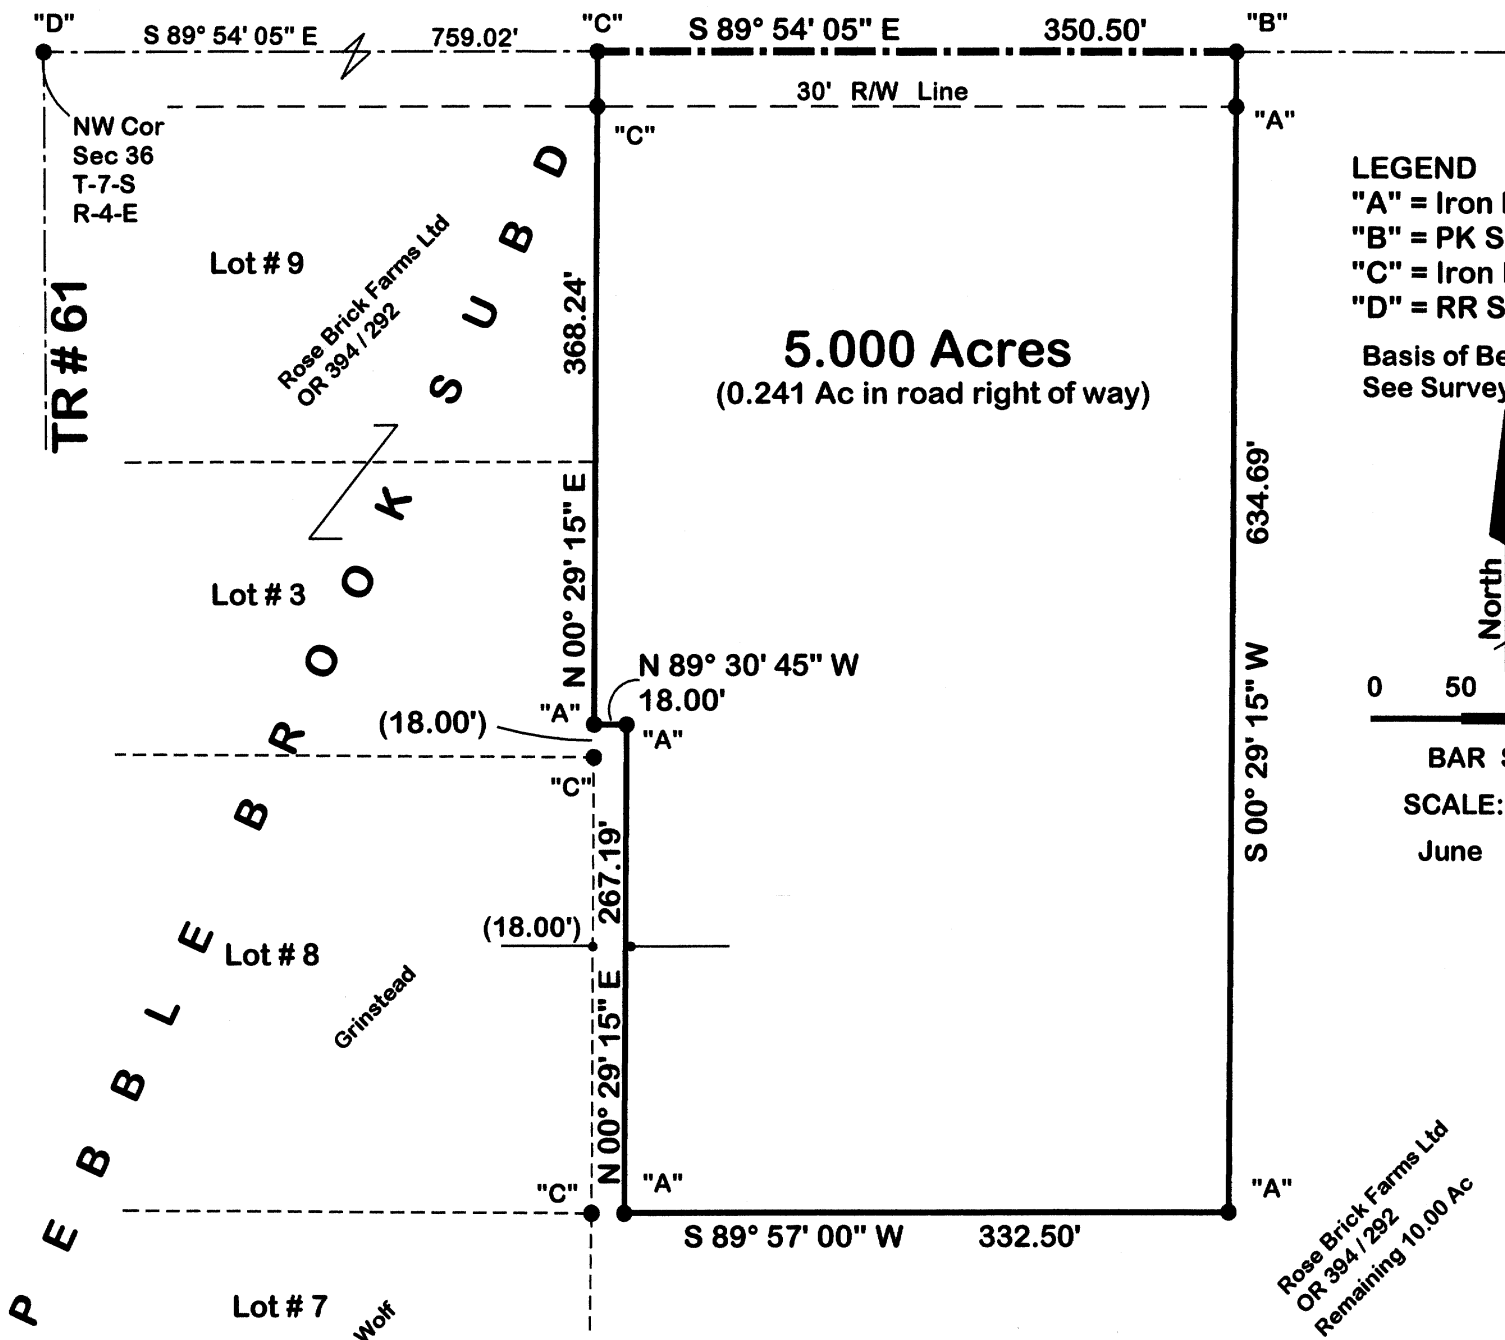 "D"
S 89° 54' 05" E 759.02'
"C"
S 89° 54' 05" E 350.50'
"B"
30' R/W Line
"C"
"A"
NW Cor
Sec 36
T-7-S
R-4-E
TR # 61
Lot # 9
Rose Brick Farms Ltd
OR 394 / 292
PEBBLE BROOK SUBD
368.24'
N 00° 29' 15" E
5.000 Acres
(0.241 Ac in road right of way)
634.69'
S 00° 29' 15" W
LEGEND
"A" = Iron
"B" = PK S
"C" = Iron
"D" = RR S
Basis of Be
See Survey
North
0 50
BAR S
SCALE:
June
Lot # 3
N 89° 30' 45" W
18.00'
"A"
(18.00')
"A"
"C"
267.19'
N 00° 29' 15" E
(18.00')
Lot # 8
Grinstead
"C"
"A"
"A"
S 89° 57' 00" W 332.50'
Rose Brick Farms Ltd
OR 394 / 292
Remaining 10.00 Ac
Lot # 7
Wolf